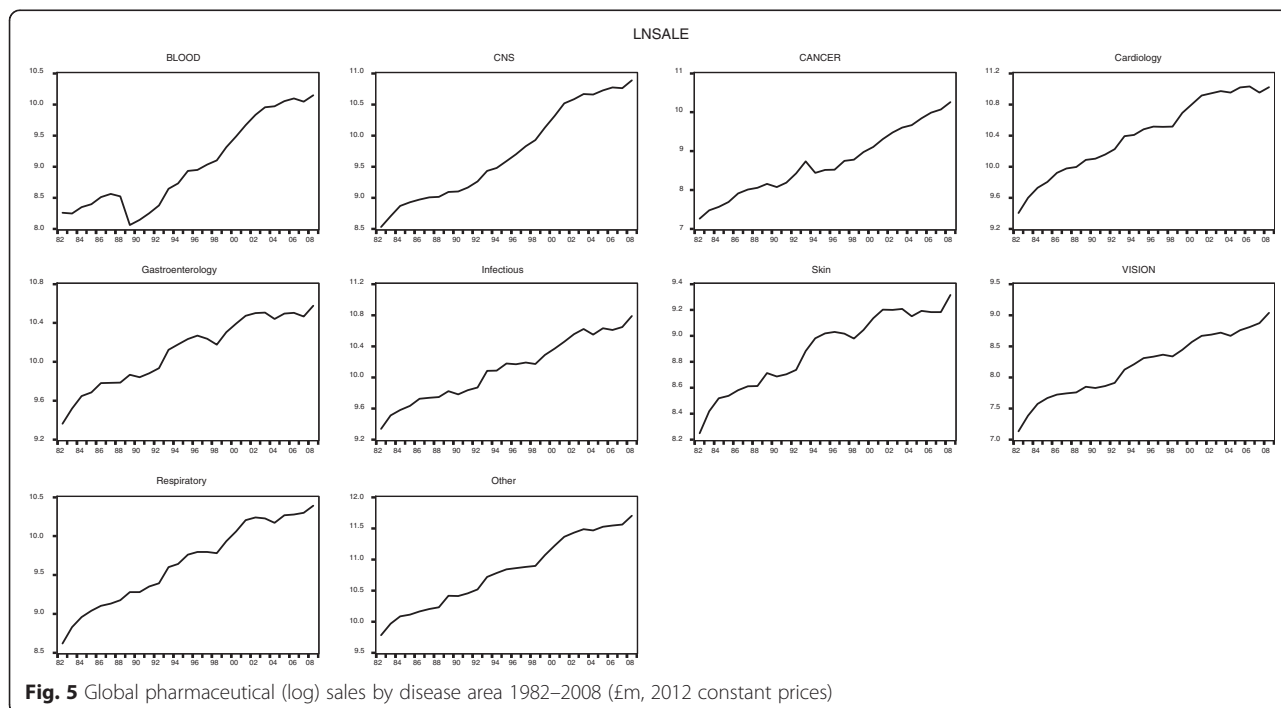 LNSALE
BLOOD
10.5
10.0
9.5
9.0
8.5
8.0
82 84 86 88 90 92 94 96 98 00 02 04 06 08
CNS
11.0
10.5
10.0
9.5
9.0
8.5
82 84 86 88 90 92 94 96 98 00 02 04 06 08
CANCER
11
10
9
8
7
82 84 86 88 90 92 94 96 98 00 02 04 06 08
Cardiology
11.2
10.8
10.4
10.0
9.6
9.2
82 84 86 88 90 92 94 96 98 00 02 04 06 08
Gastroenterology
10.8
10.4
10.0
9.6
9.2
82 84 86 88 90 92 94 96 98 00 02 04 06 08
Infectious
11.2
10.8
10.4
10.0
9.6
9.2
82 84 86 88 90 92 94 96 98 00 02 04 06 08
Skin
9.4
9.2
9.0
8.8
8.6
8.4
8.2
82 84 86 88 90 92 94 96 98 00 02 04 06 08
VISION
9.5
9.0
8.5
8.0
7.5
7.0
82 84 86 88 90 92 94 96 98 00 02 04 06 08
Respiratory
10.5
10.0
9.5
9.0
8.5
82 84 86 88 90 92 94 96 98 00 02 04 06 08
Other
12.0
11.5
11.0
10.5
10.0
9.5
82 84 86 88 90 92 94 96 98 00 02 04 06 08
Fig. 5 Global pharmaceutical (log) sales by disease area 1982–2008 (£m, 2012 constant prices)